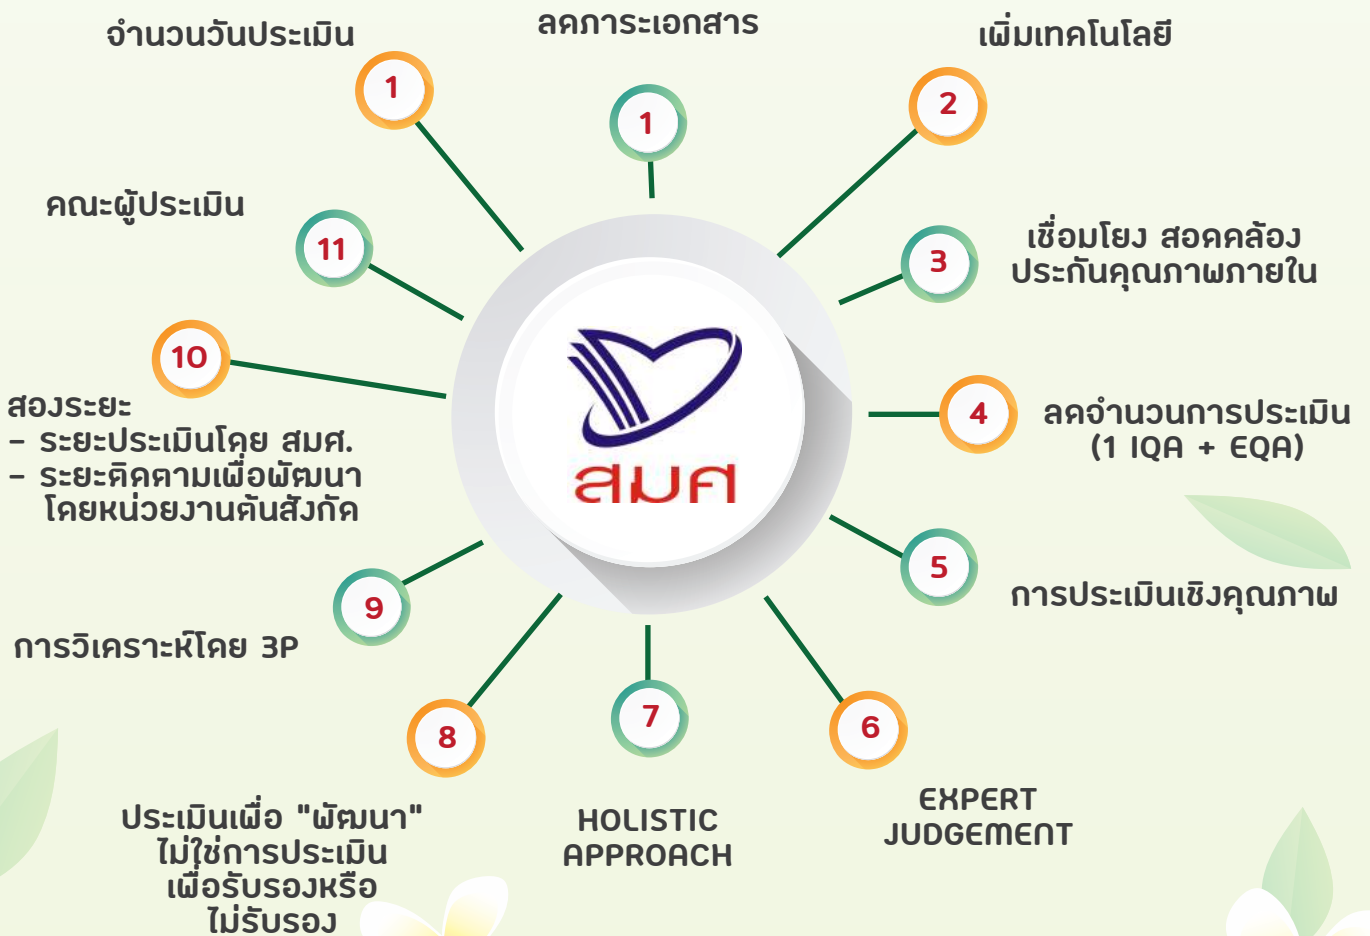 จำนวนวันประเมิน
1
ลดภาระเอกสาร
1
เพิ่มเทคโนโลยี
2
เชื่อมโยง สอดคล้อง
ประกันคุณภาพภายใน
3
ลดจำนวนการประเมิน
(1 IQA + EQA)
4
การประเมินเชิงคุณภาพ
5
EXPERT
JUDGEMENT
6
HOLISTIC
APPROACH
7
ประเมินเพื่อ "พัฒนา"
ไม่ใช่การประเมิน
เพื่อรับรองหรือ
ไม่รับรอง
8
การวิเคราะห์โดย 3P
9
สองระยะ
- ระยะประเมินโดย สมศ.
- ระยะติดตามเพื่อพัฒนา
โดยหน่วยงานต้นสังกัด
10
คณะผู้ประเมิน
11
สมศ